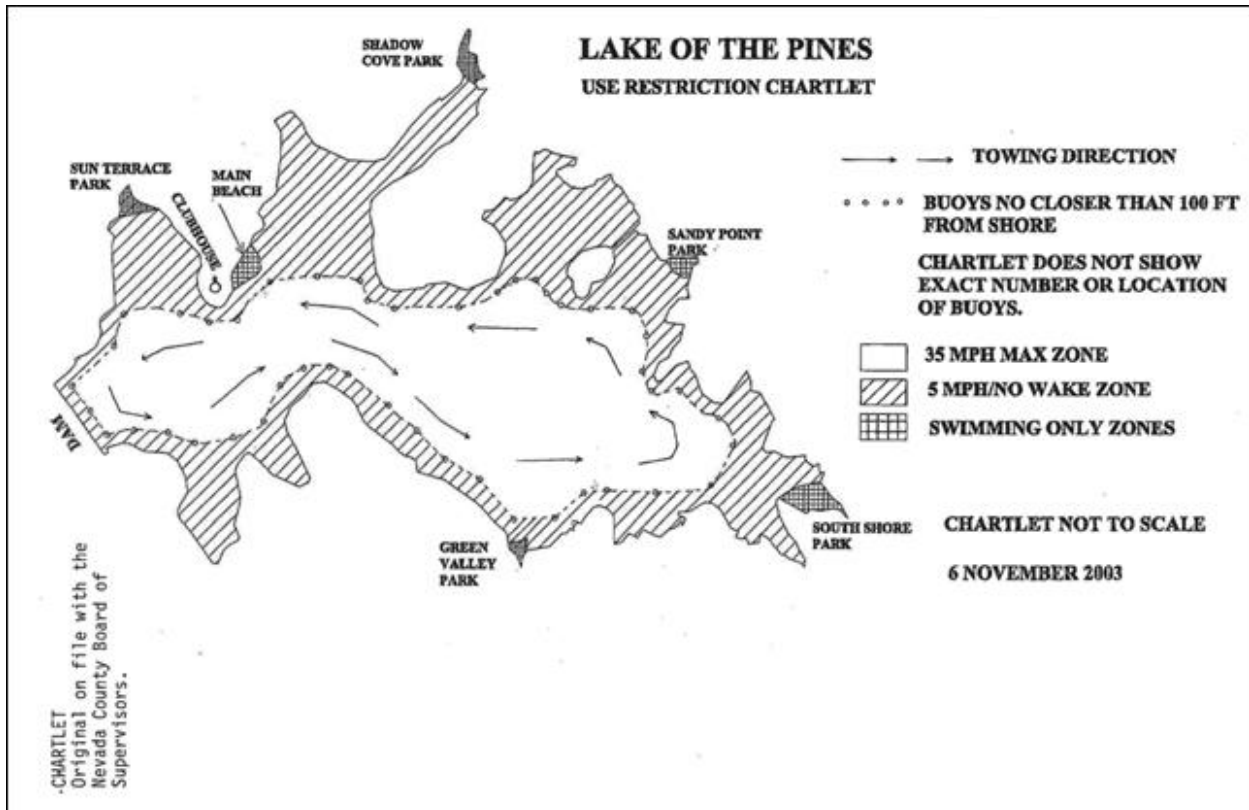 LAKE OF THE PINES
USE RESTRICTION CHARTLET
SHADOW
COVE PARK
SUN TERRACE
PARK
MAIN
BEACH
CLUBHOUSE
SANDY POINT
PARK
DAM
GREEN
VALLEY
PARK
SOUTH SHORE
PARK
TOWING DIRECTION
BUOYS NO CLOSER THAN 100 FT
FROM SHORE
CHARTLET DOES NOT SHOW
EXACT NUMBER OR LOCATION
OF BUOYS.
35 MPH MAX ZONE
5 MPH/NO WAKE ZONE
SWIMMING ONLY ZONES
CHARTLET NOT TO SCALE
6 NOVEMBER 2003
-CHARTLET
Original on file with the
Nevada County Board of
Supervisors.